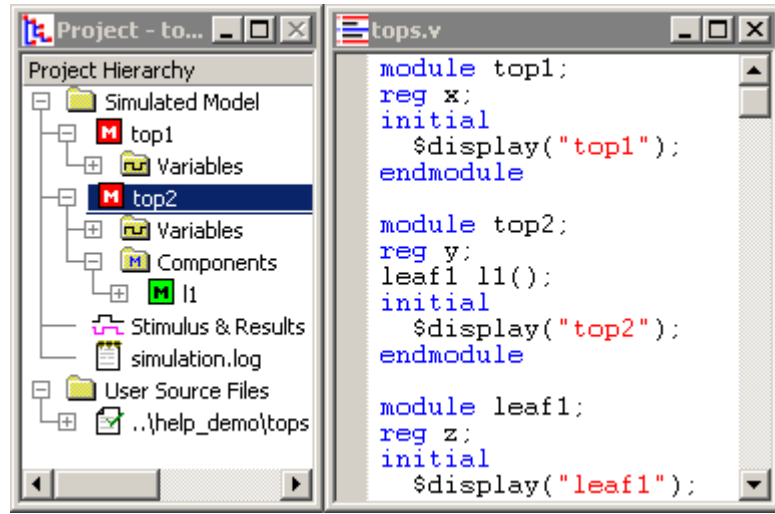 Project - to...
Project Hierarchy
Simulated Model
M top1
Variables
M top2
Variables
M Components
M l1
Stimulus & Results
simulation.log
User Source Files
..\help_demo\tops
tops.v
module top1;
reg x;
initial
$display("top1");
endmodule
module top2;
reg y;
leaf1 l1();
initial
$display("top2");
endmodule
module leaf1;
reg z;
initial
$display("leaf1");